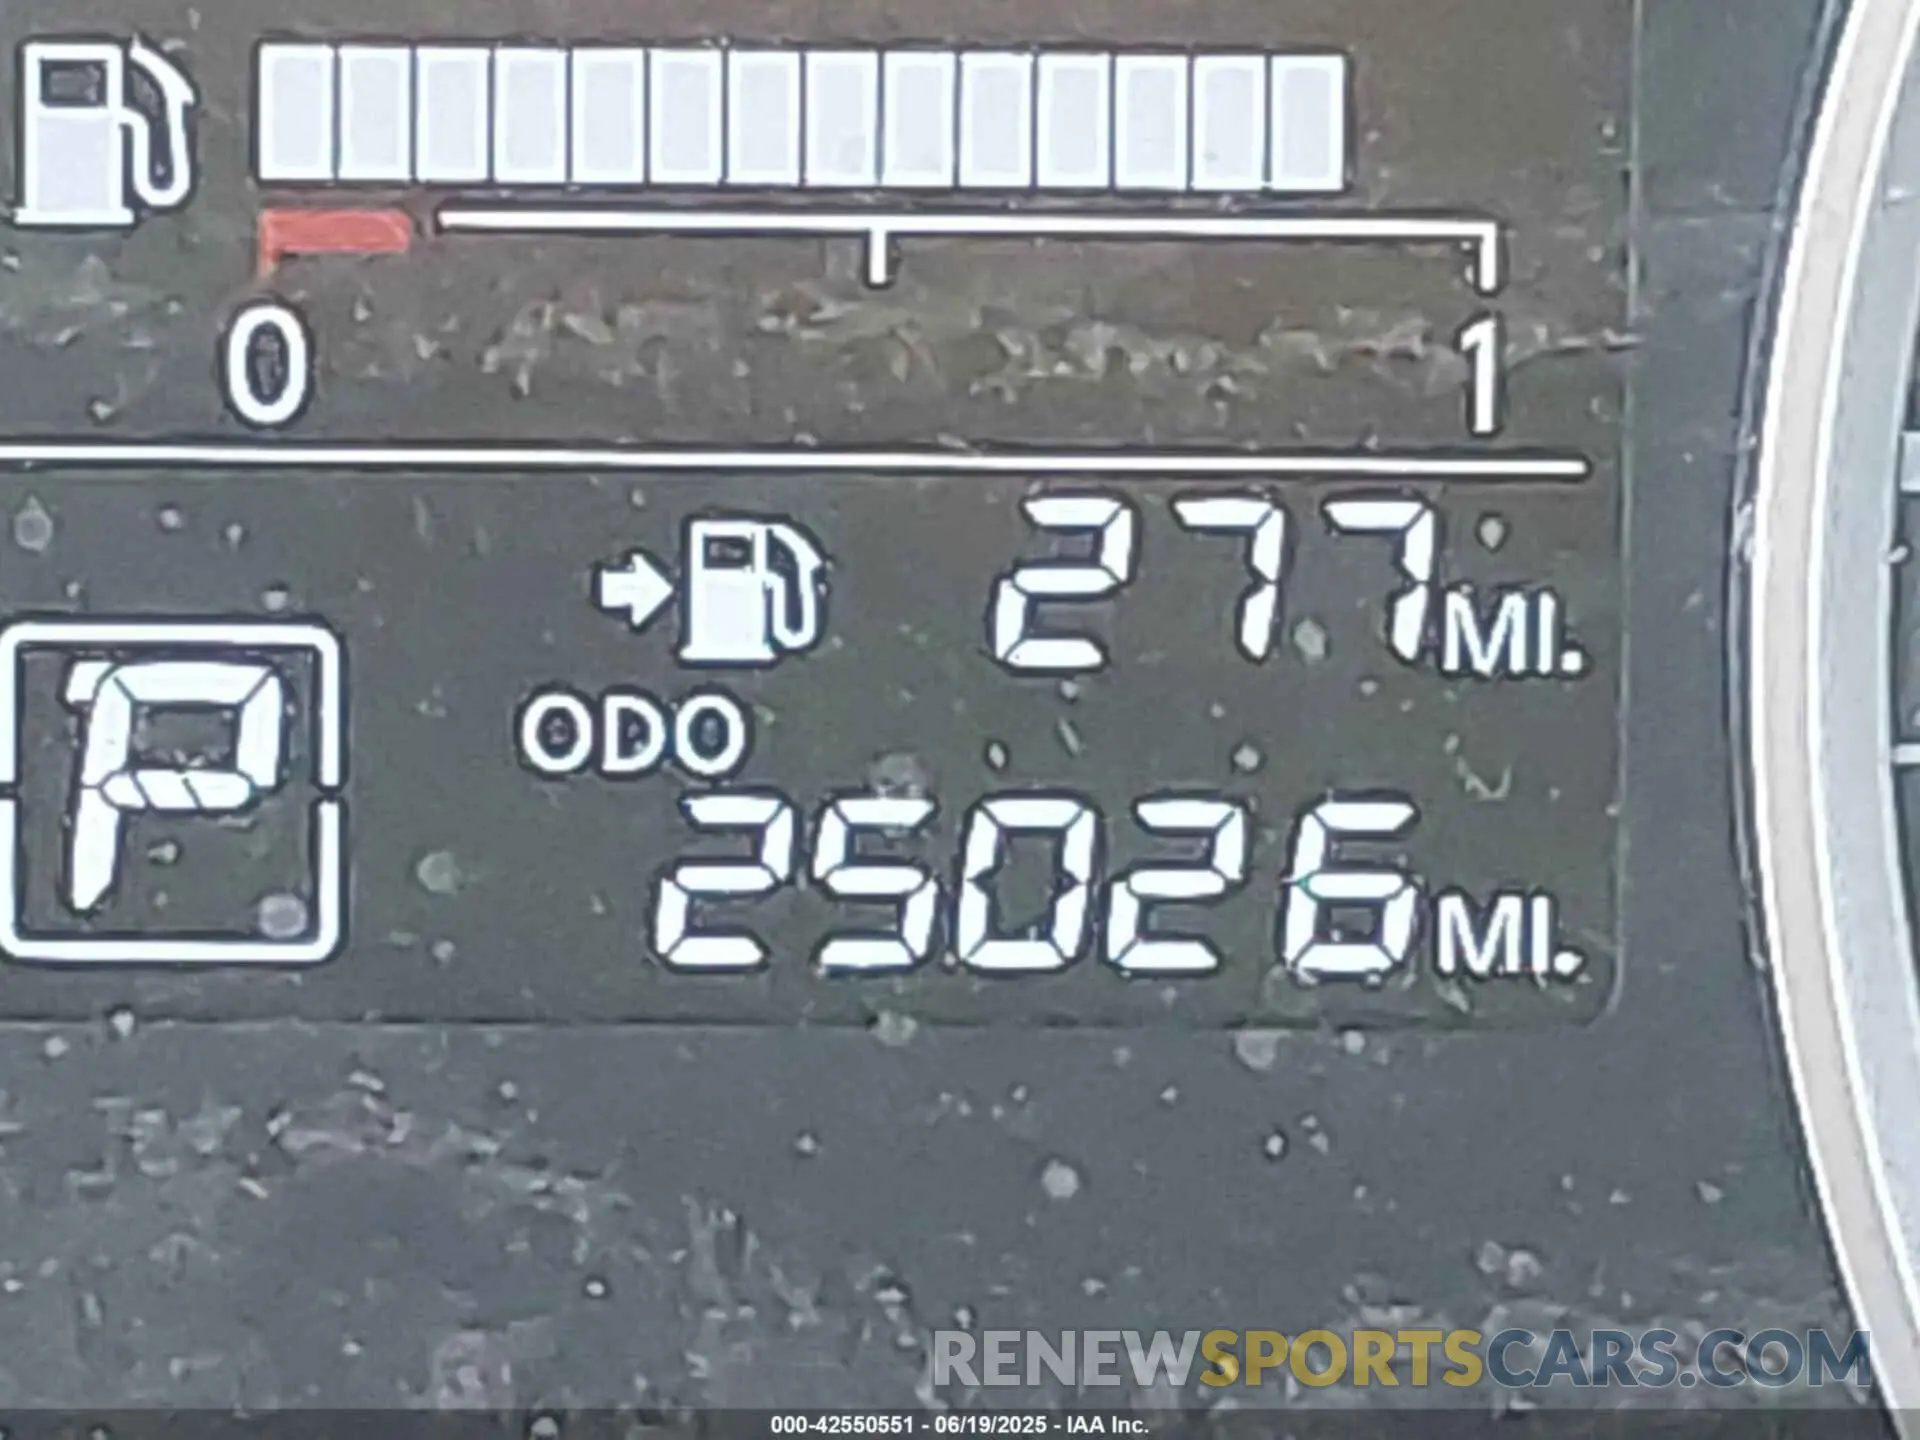 0 1
277 MI.
P
ODO
25026 MI.
RENEWSPORTSCARS.COM
000-42550551 - 06/19/2025 - IAA Inc.